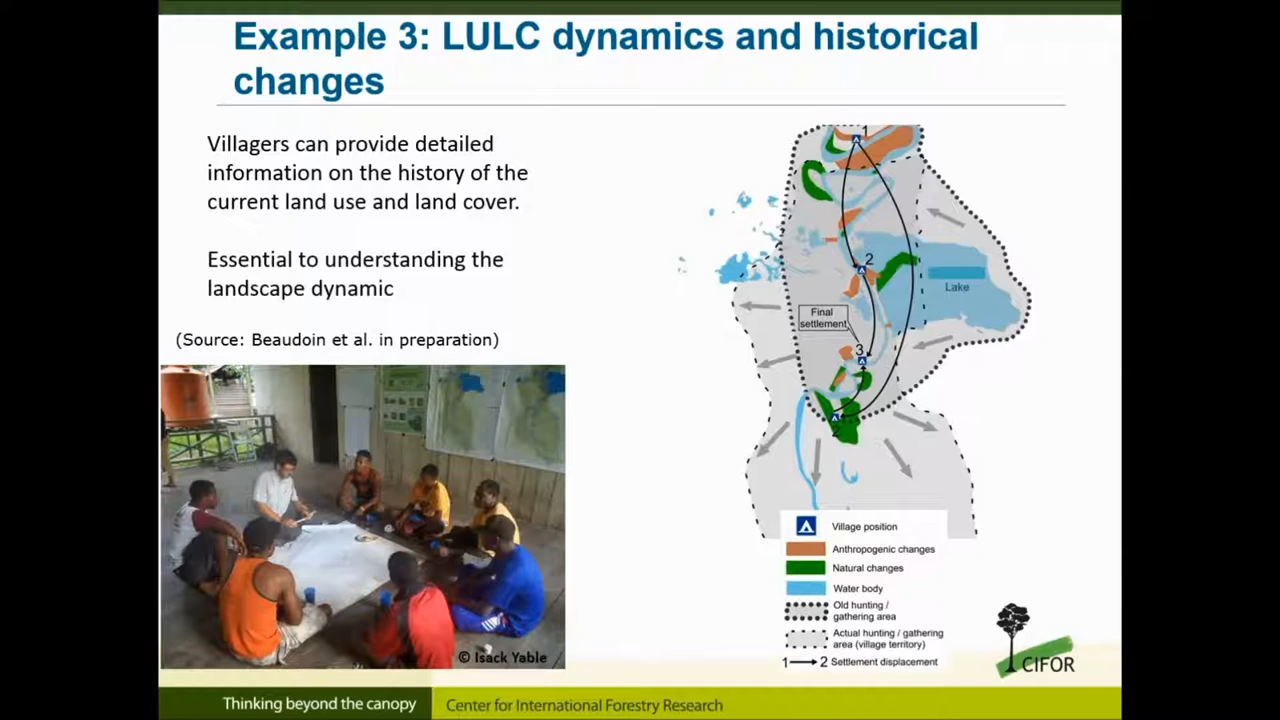 Example 3: LULC dynamics and historical
changes
Villagers can provide detailed
information on the history of the
current land use and land cover.
Essential to understanding the
landscape dynamic
(Source: Beaudoin et al. in preparation)
© Isack Yable
1
2
Lake
Final
settlement
3
2
Village position
Anthropogenic changes
Natural changes
Water body
Old hunting /
gathering area
Actual hunting / gathering
area (village territory)
1 2 Settlement displacement
CIFOR
Thinking beyond the canopy
Center for International Forestry Research